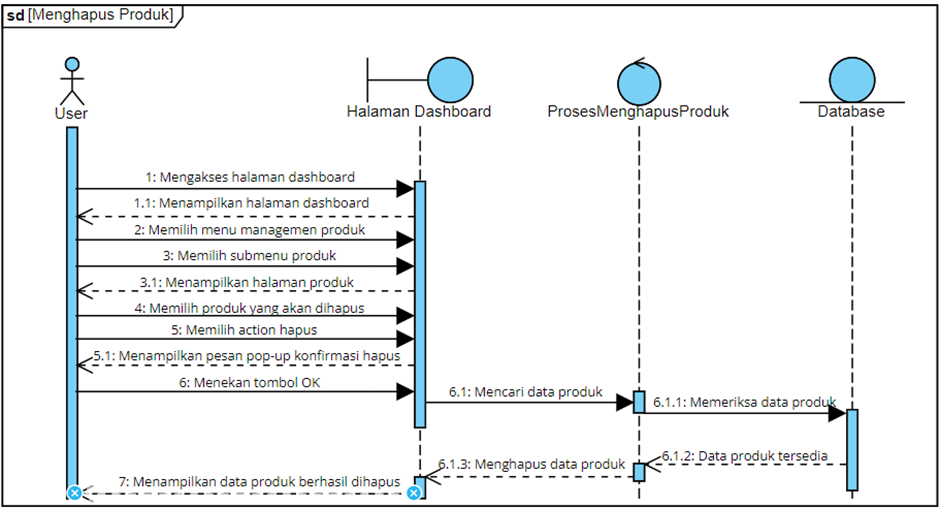 sd [Menghapus Produk]
User
Halaman Dashboard
ProsesMenghapusProduk
Database
1: Mengakses halaman dashboard
1.1: Menampilkan halaman dashboard
2: Memilih menu managemen produk
3: Memilih submenu produk
3.1: Menampilkan halaman produk
4: Memilih produk yang akan dihapus
5: Memilih action hapus
5.1: Menampilkan pesan pop-up konfirmasi hapus
6: Menekan tombol OK
6.1: Mencari data produk
6.1.1: Memeriksa data produk
6.1.2: Data produk tersedia
6.1.3: Menghapus data produk
7: Menampilkan data produk berhasil dihapus